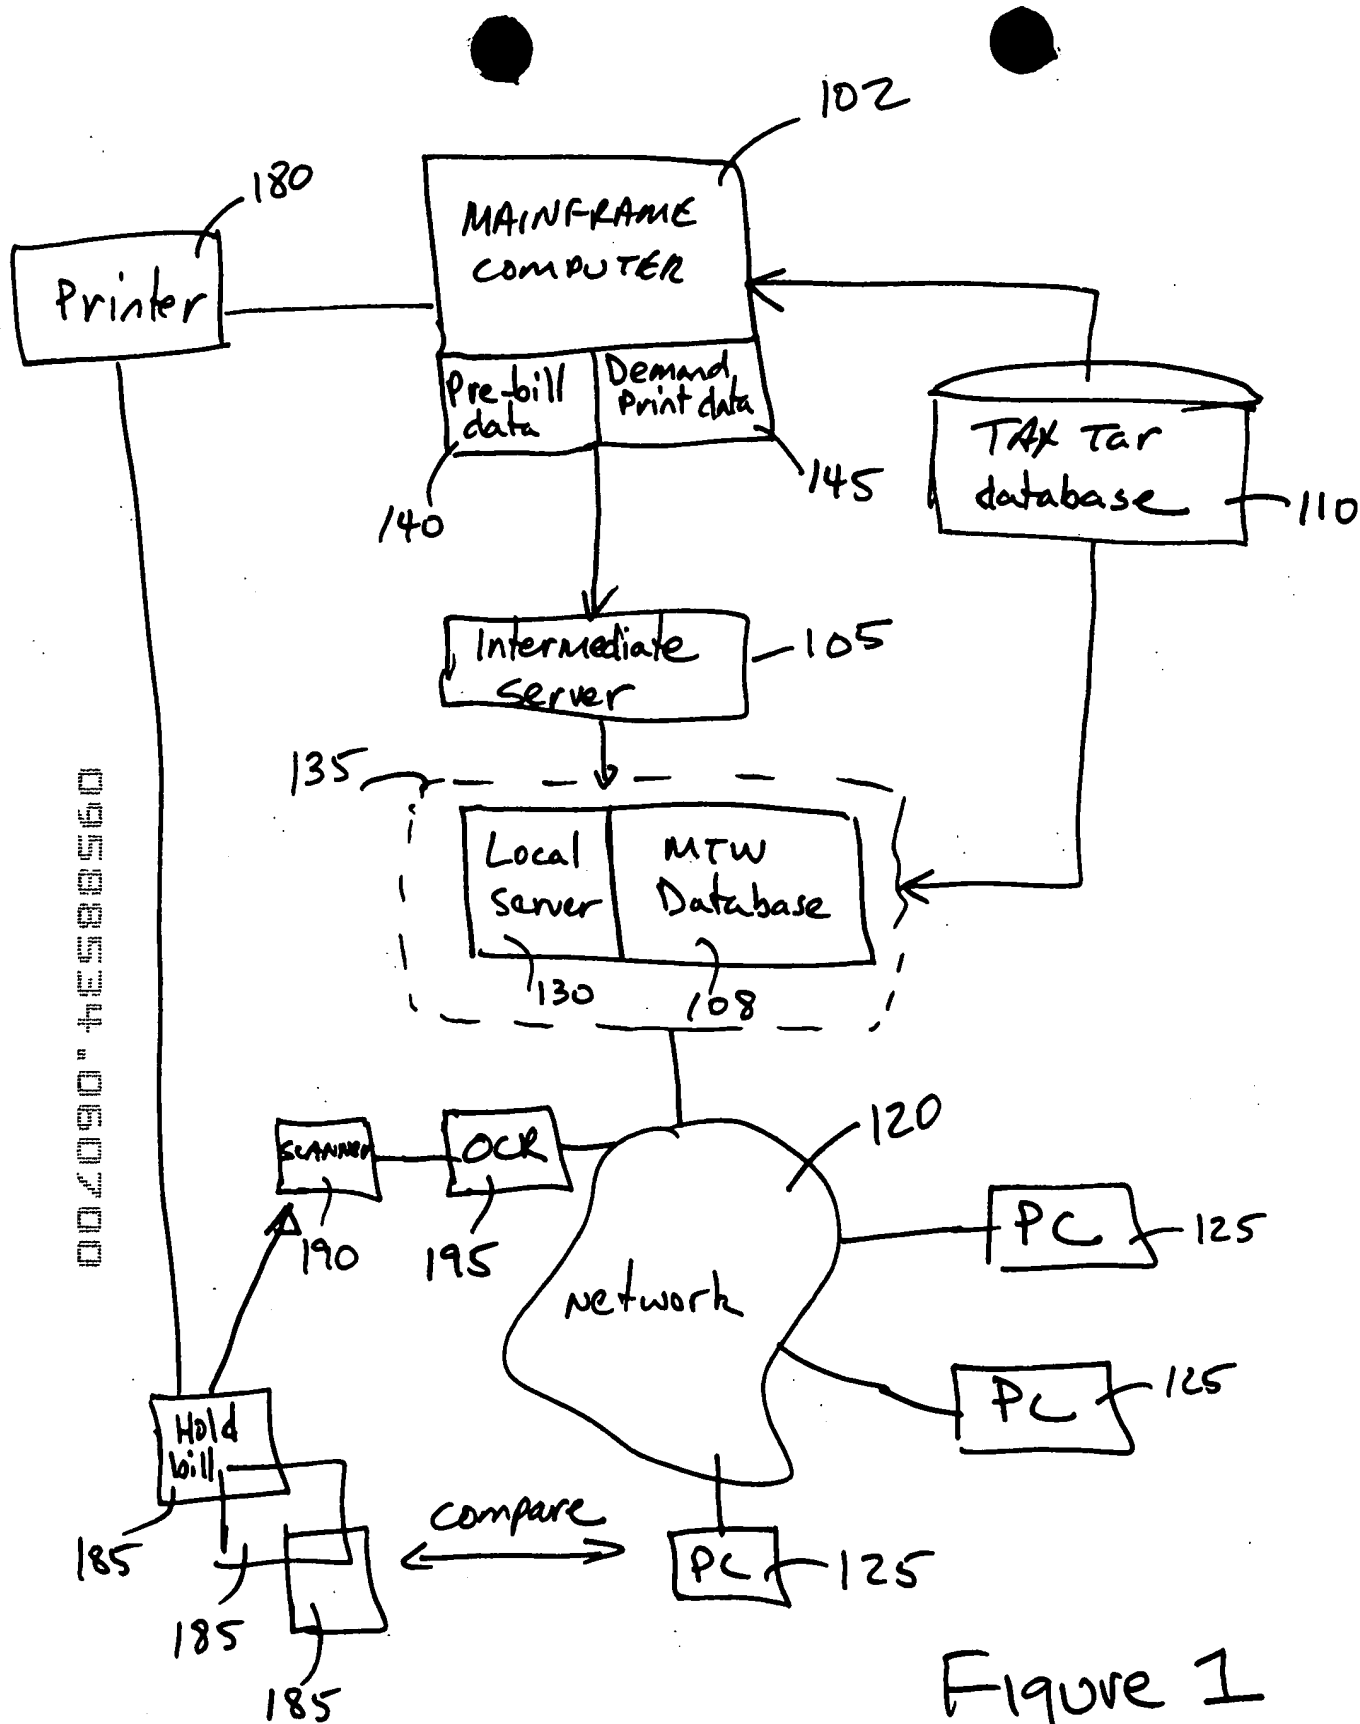 102
180
MAINFRAME
COMPUTER
Printer
Pre-bill
data
Demand
Print data
TAX Tar
database
145
110
140
Intermediate
Server
105
135
Local
Server
MTW
Database
130
108
09588534.060700
120
SCANNER
OCR
190
195
PC
125
Network
PC
125
Hold
bill
compare
185
PC
125
185
185
Figure 1